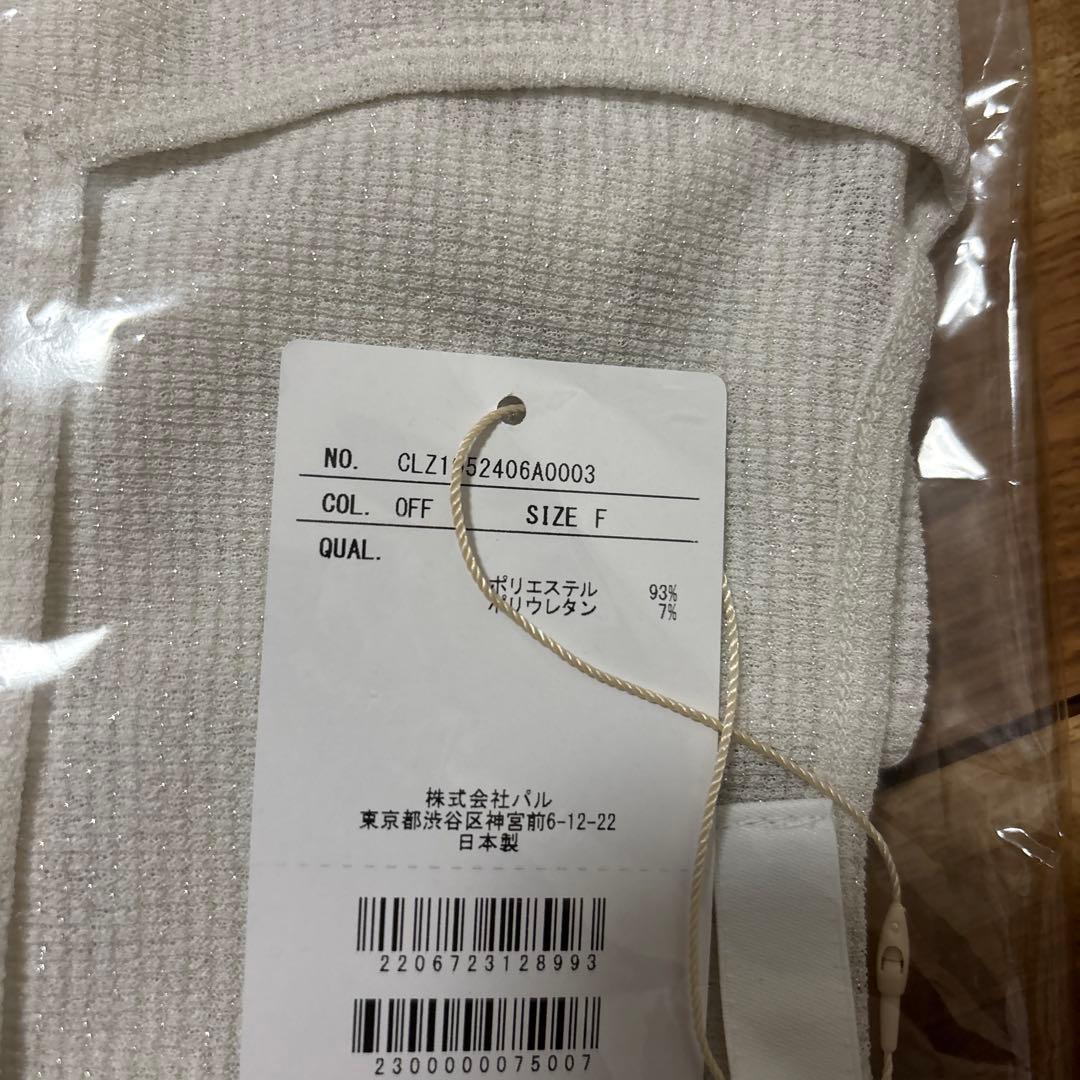 NO. CLZ1 52406A0003
COL. OFF SIZE F
QUAL.
ポリエステル 93%
ポリウレタン 7%
株式会社パル
東京都渋谷区神宮前6-12-22
日本製
2206723128993
2300000075007